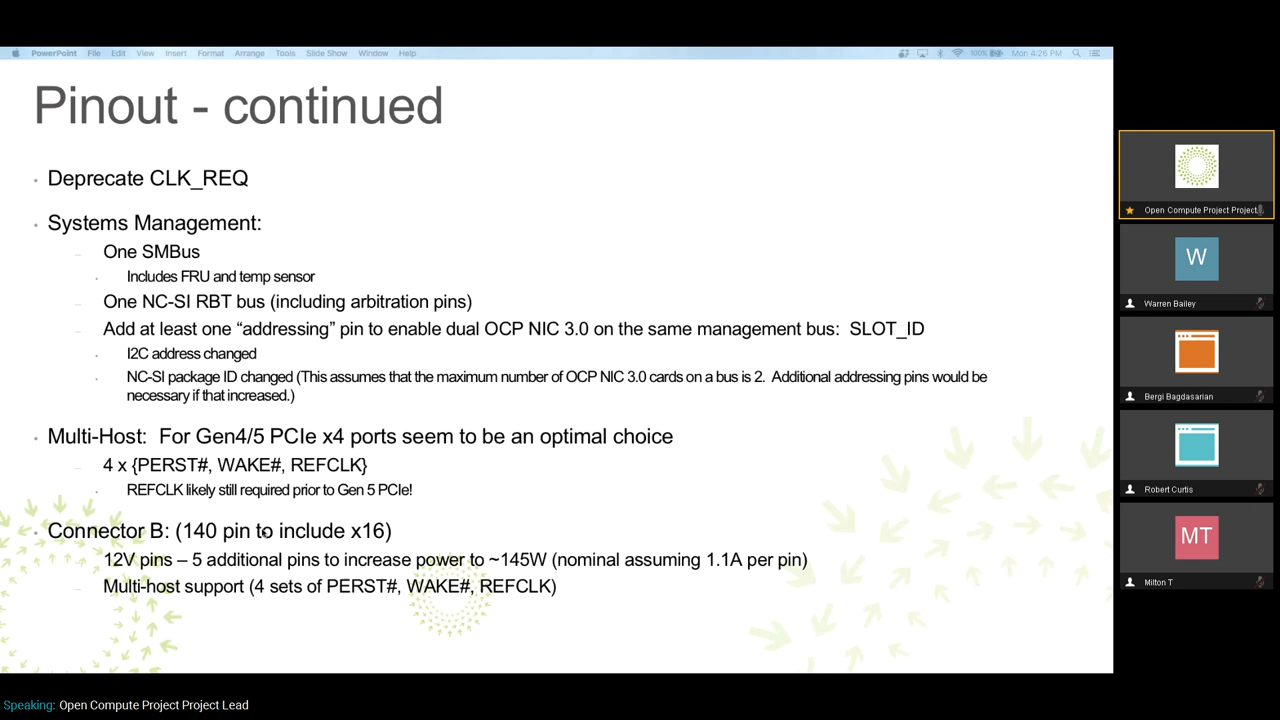 PowerPoint File Edit View Insert Format Arrange Tools Slide Show Window Help 100% Mon 4:26 PM
Pinout - continued
Deprecate CLK_REQ
Systems Management:
One SMBus
Includes FRU and temp sensor
One NC-SI RBT bus (including arbitration pins)
Add at least one “addressing” pin to enable dual OCP NIC 3.0 on the same management bus: SLOT_ID
I2C address changed
NC-SI package ID changed (This assumes that the maximum number of OCP NIC 3.0 cards on a bus is 2. Additional addressing pins would be
necessary if that increased.)
Multi-Host: For Gen4/5 PCIe x4 ports seem to be an optimal choice
4 x {PERST#, WAKE#, REFCLK}
REFCLK likely still required prior to Gen 5 PCIe!
Connector B: (140 pin to include x16)
12V pins – 5 additional pins to increase power to ~145W (nominal assuming 1.1A per pin)
Multi-host support (4 sets of PERST#, WAKE#, REFCLK)
Open Compute Project Project
W
Warren Bailey
Bergi Bagdasarian
Robert Curtis
MT
Milton T
Speaking: Open Compute Project Project Lead